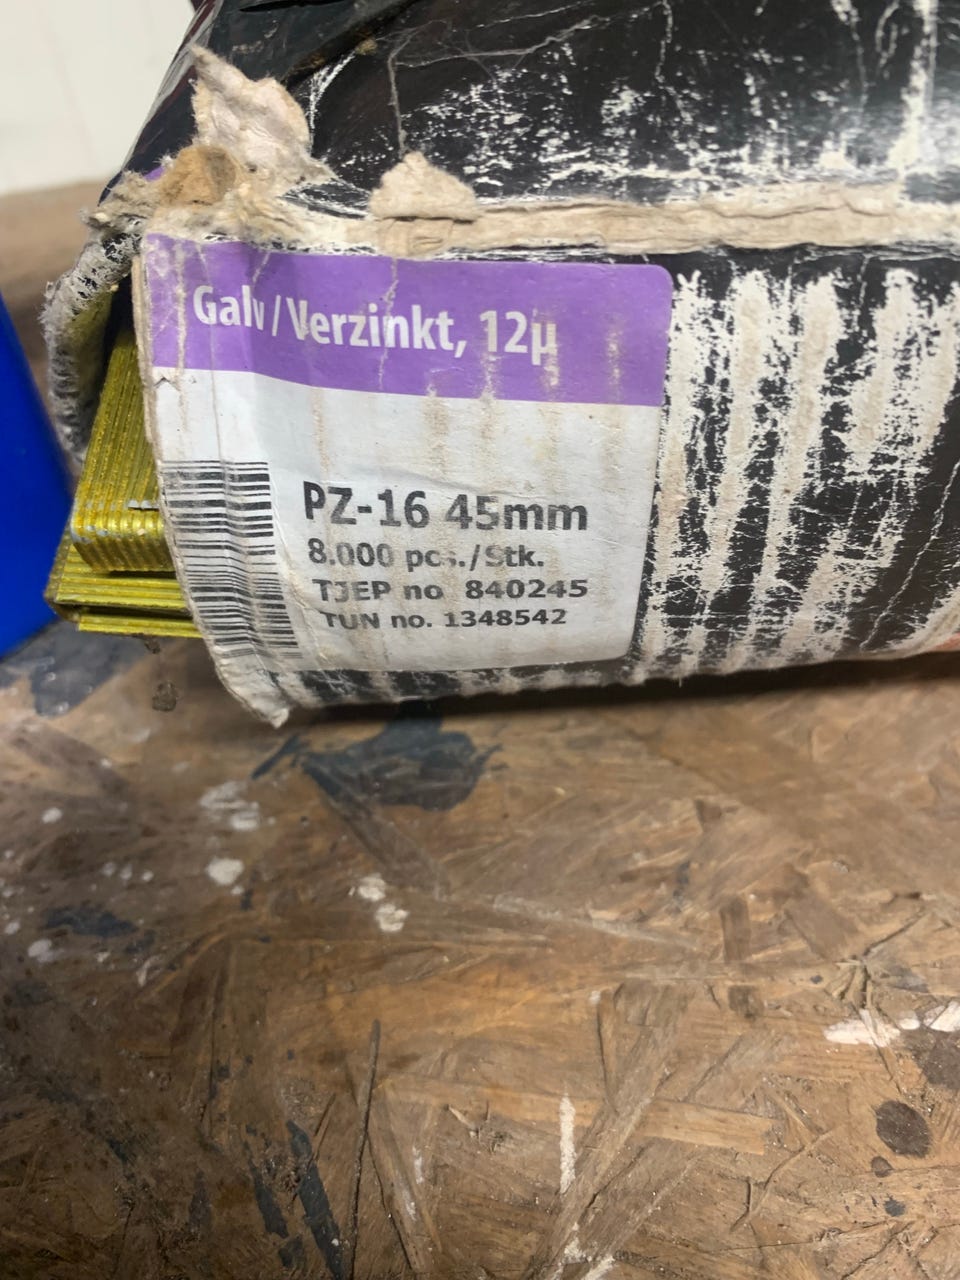 Galv / Verzinkt, 12µ
PZ-16 45mm
8.000 pcs./Stk.
TJEP no 840245
TUN no. 1348542